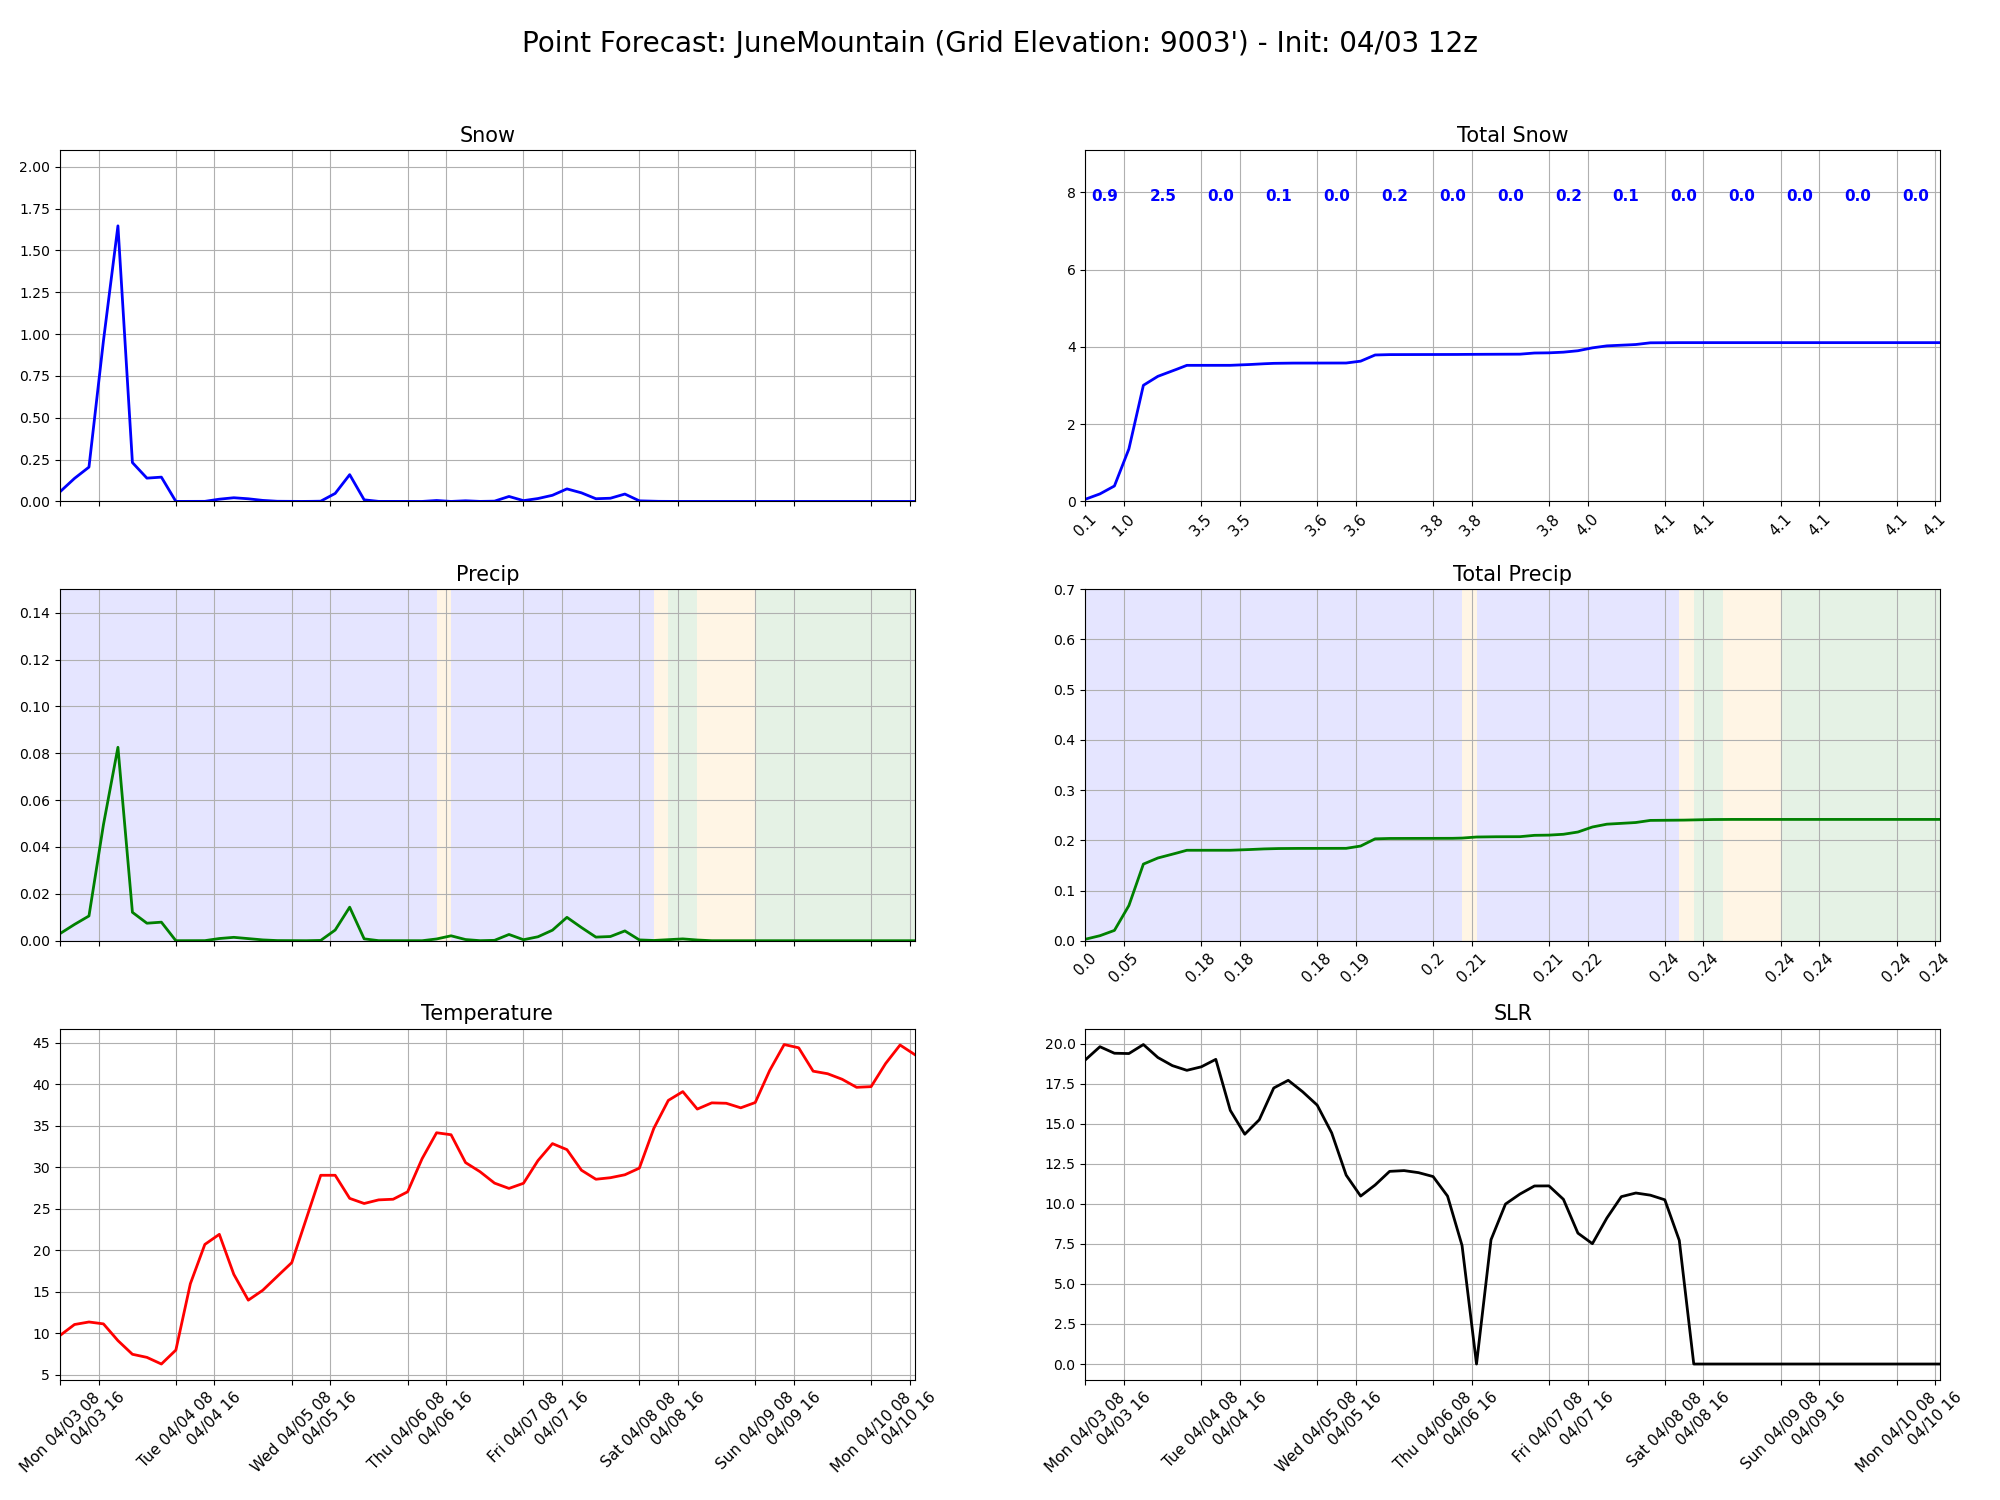 Point Forecast: JuneMountain (Grid Elevation: 9003') - Init: 04/03 12z
Snow
2.00
1.75
1.50
1.25
1.00
0.75
0.50
0.25
0.00
Total Snow
8
6
4
2
0
0.9 2.5 0.0 0.1 0.0 0.2 0.0 0.0 0.2 0.1 0.0 0.0 0.0 0.0 0.0
0.1 1.0 3.5 3.5 3.6 3.6 3.8 3.8 3.8 4.0 4.1 4.1 4.1 4.1 4.1 4.1
Precip
0.14
0.12
0.10
0.08
0.06
0.04
0.02
0.00
Total Precip
0.7
0.6
0.5
0.4
0.3
0.2
0.1
0.0
0.0 0.05 0.18 0.18 0.18 0.19 0.2 0.21 0.21 0.22 0.24 0.24 0.24 0.24 0.24 0.24
Temperature
45
40
35
30
25
20
15
10
5
Mon 04/03 08
04/03 16
Tue 04/04 08
04/04 16
Wed 04/05 08
04/05 16
Thu 04/06 08
04/06 16
Fri 04/07 08
04/07 16
Sat 04/08 08
04/08 16
Sun 04/09 08
04/09 16
Mon 04/10 08
04/10 16
SLR
20.0
17.5
15.0
12.5
10.0
7.5
5.0
2.5
0.0
Mon 04/03 08
04/03 16
Tue 04/04 08
04/04 16
Wed 04/05 08
04/05 16
Thu 04/06 08
04/06 16
Fri 04/07 08
04/07 16
Sat 04/08 08
04/08 16
Sun 04/09 08
04/09 16
Mon 04/10 08
04/10 16